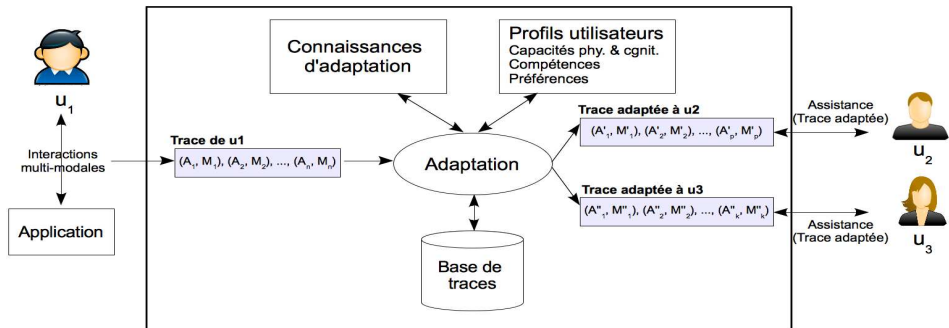 u1
Interactions
multi-modales
Application
Trace de u1
(A1, M1), (A2, M2), ..., (An, Mn)
Connaissances
d'adaptation
Profils utilisateurs
Capacités phy. & cgnit.
Compétences
Préférences
Adaptation
Base de
traces
Trace adaptée à u2
(A'1, M'1), (A'2, M'2), ..., (A'p, M'p)
Trace adaptée à u3
(A"1, M"1), (A"2, M"2), ..., (A"k, M"k)
Assistance
(Trace adaptée)
u2
Assistance
(Trace adaptée)
u3